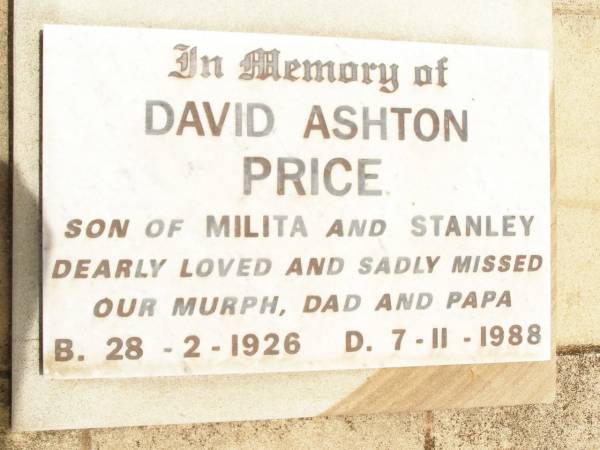 In Memory of
DAVID ASHTON
PRICE
SON OF MILITA AND STANLEY
DEARLY LOVED AND SADLY MISSED
OUR MURPH, DAD AND PAPA
B. 28 - 2 - 1926 D. 7 - 11 - 1988